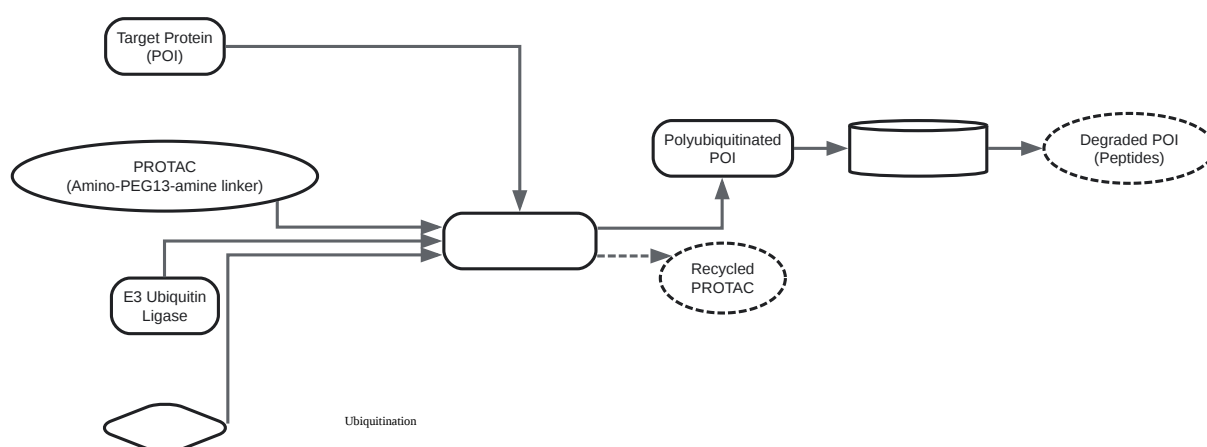 Target Protein
(POI)
PROTAC
(Amino-PEG13-amine linker)
E3 Ubiquitin
Ligase
Ubiquitination
Polyubiquitinated
POI
Recycled
PROTAC
Degraded POI
(Peptides)